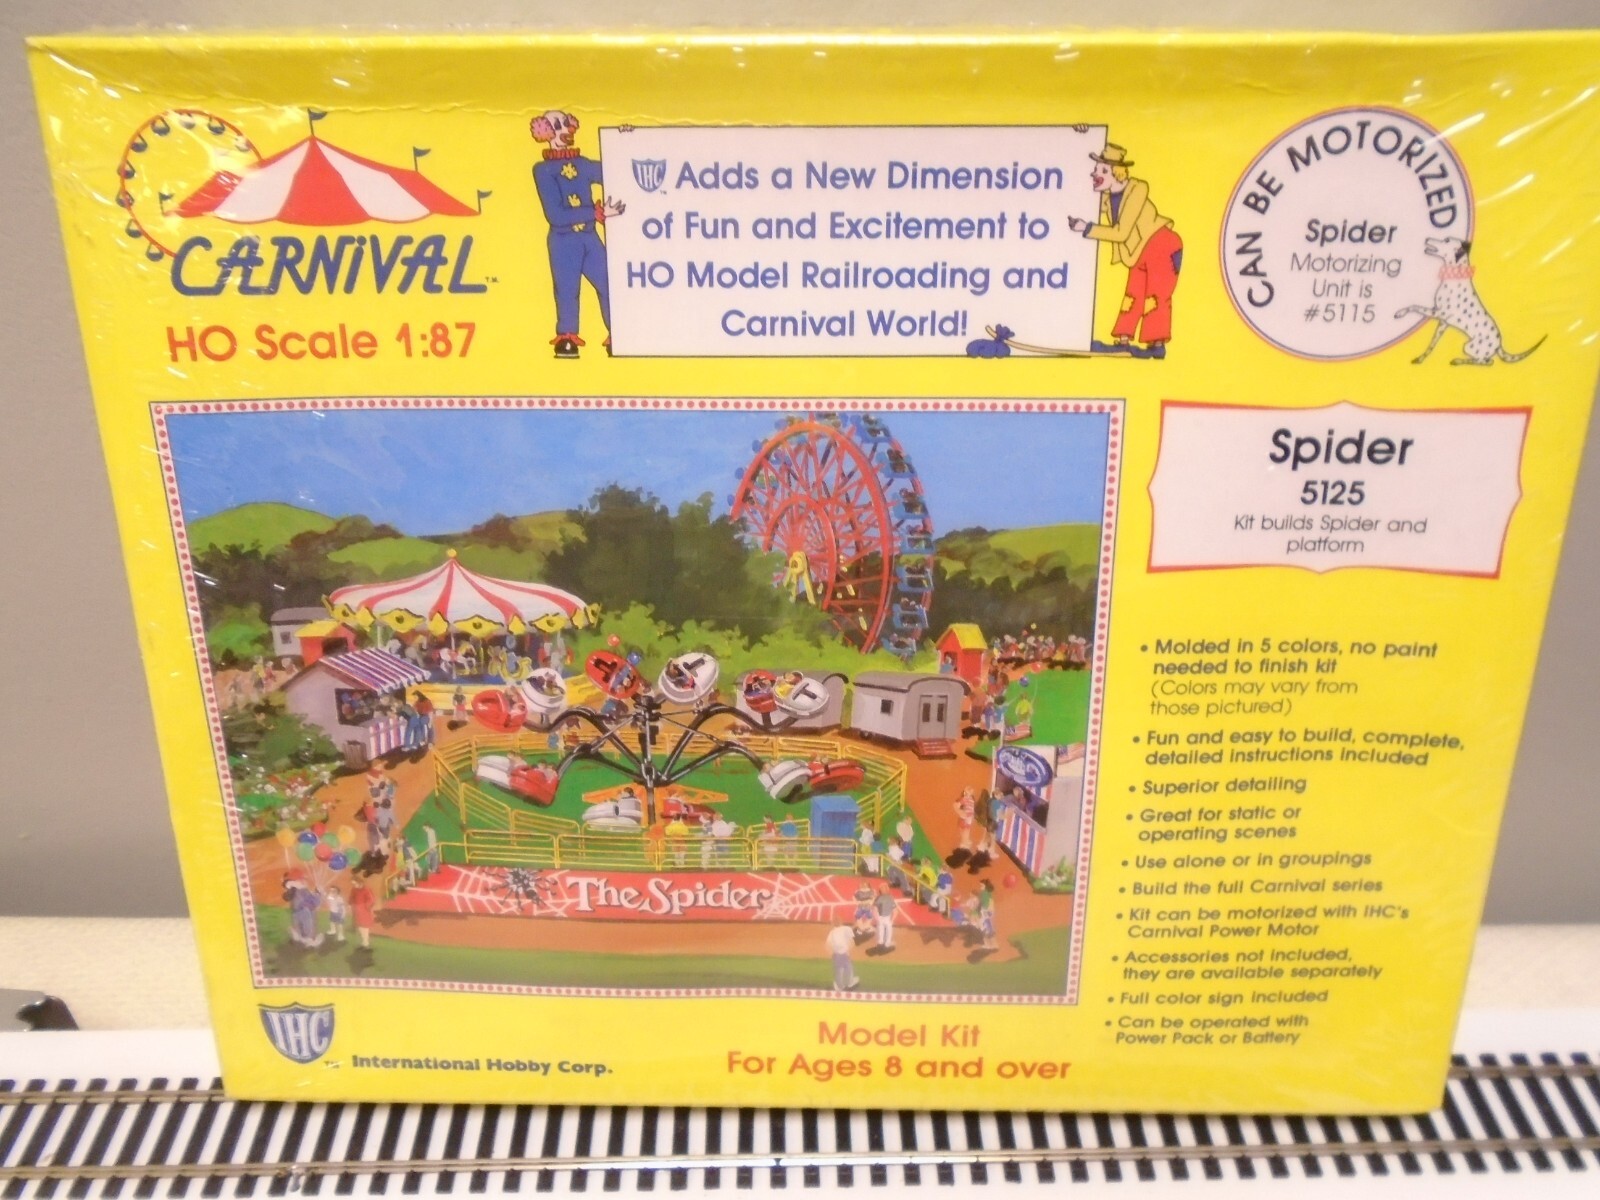 CARNiVAL™
HO Scale 1:87
IHC™ Adds a New Dimension
of Fun and Excitement to
HO Model Railroading and
Carnival World!
CAN BE MOTORIZED
Spider
Motorizing
Unit is
#5115
Spider
5125
Kit builds Spider and
platform
• Molded in 5 colors, no paint
needed to finish kit
(Colors may vary from
those pictured)
• Fun and easy to build, complete,
detailed instructions included
• Superior detailing
• Great for static or
operating scenes
• Use alone or in groupings
• Build the full Carnival series
• Kit can be motorized with IHC's
Carnival Power Motor
• Accessories not included,
they are available separately
• Full color sign included
• Can be operated with
Power Pack or Battery
The Spider
IHC™ International Hobby Corp.
Model Kit
For Ages 8 and over